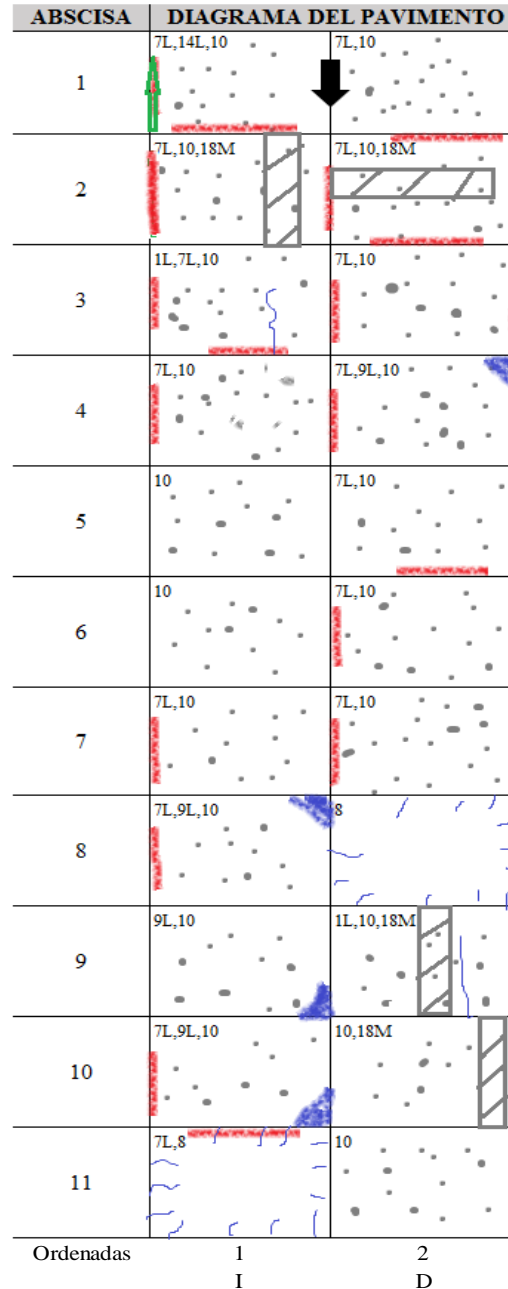 ABSCISA DIAGRAMA DEL PAVIMENTO
1 7L,14L,10 7L,10
2 7L,10,18M 7L,10,18M
3 1L,7L,10 7L,10
4 7L,10 7L,9L,10
5 10 7L,10
6 10 7L,10
7 7L,10 7L,10
8 7L,9L,10 8
9 9L,10 1L,10,18M
10 7L,9L,10 10,18M
11 7L,8 10
Ordenadas 1 2
I D